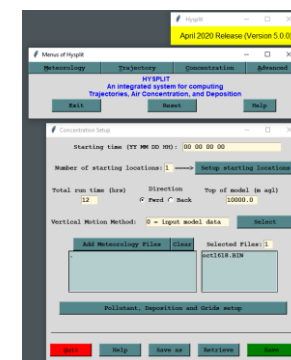 Hysplit
April 2020 Release (Version 5.0.0)
Menus of Hysplit
Meteorology Trajectory Concentration Advanced
HYSPLIT
An integrated system for computing
Trajectories, Air Concentration, and Deposition
Exit Reset Help
Concentration Setup
Starting time (YY MM DD HH): 00 00 00 00
Number of starting locations: 1 ----> Setup starting locations
Total run time (hrs) Direction Top of model (m agl)
12 Fwrd Back 10000.0
Vertical Motion Method: 0 = input model data Select
Add Meteorology Files Clear Selected Files: 1
. oct1618.BIN
Pollutant, Deposition and Grids setup
Quit Help Save as Retrieve Save